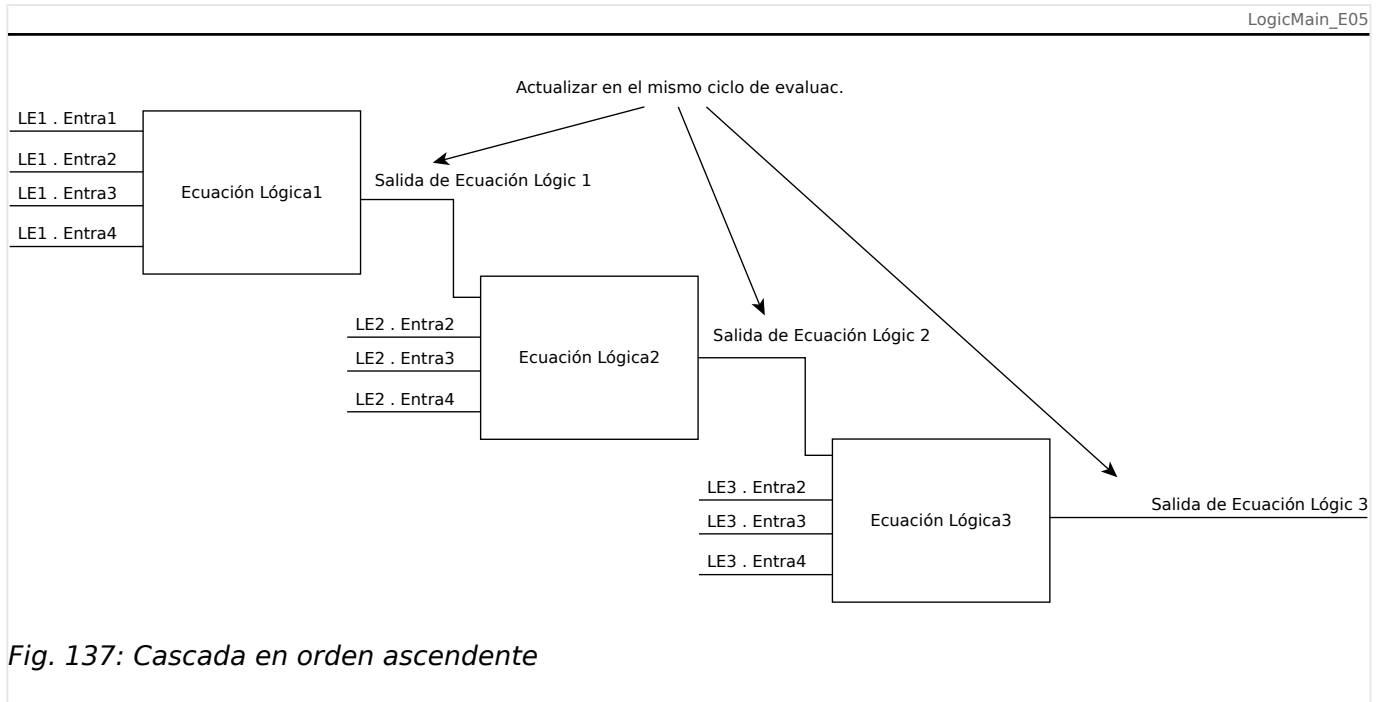 LogicMain_E05
Actualizar en el mismo ciclo de evaluac.
LE1 . Entra1
LE1 . Entra2
LE1 . Entra3
LE1 . Entra4
Ecuación Lógica1
Salida de Ecuación Lógic 1
LE2 . Entra2
LE2 . Entra3
LE2 . Entra4
Ecuación Lógica2
Salida de Ecuación Lógic 2
LE3 . Entra2
LE3 . Entra3
LE3 . Entra4
Ecuación Lógica3
Salida de Ecuación Lógic 3
Fig. 137: Cascada en orden ascendente